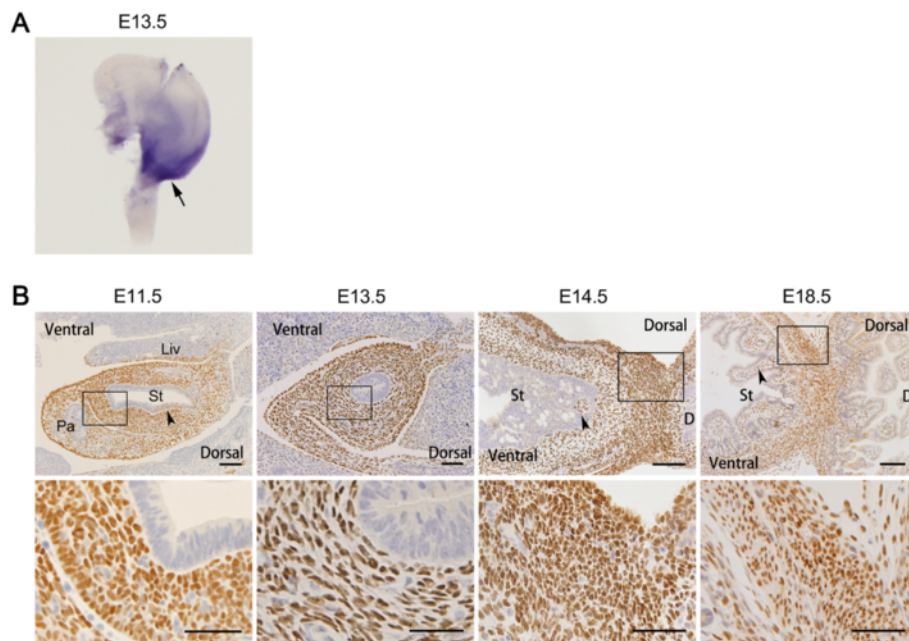 A
E13.5
B
E11.5 E13.5 E14.5 E18.5
Ventral Ventral Dorsal Dorsal
Liv
St St St
Pa D D
Dorsal Dorsal Ventral Ventral